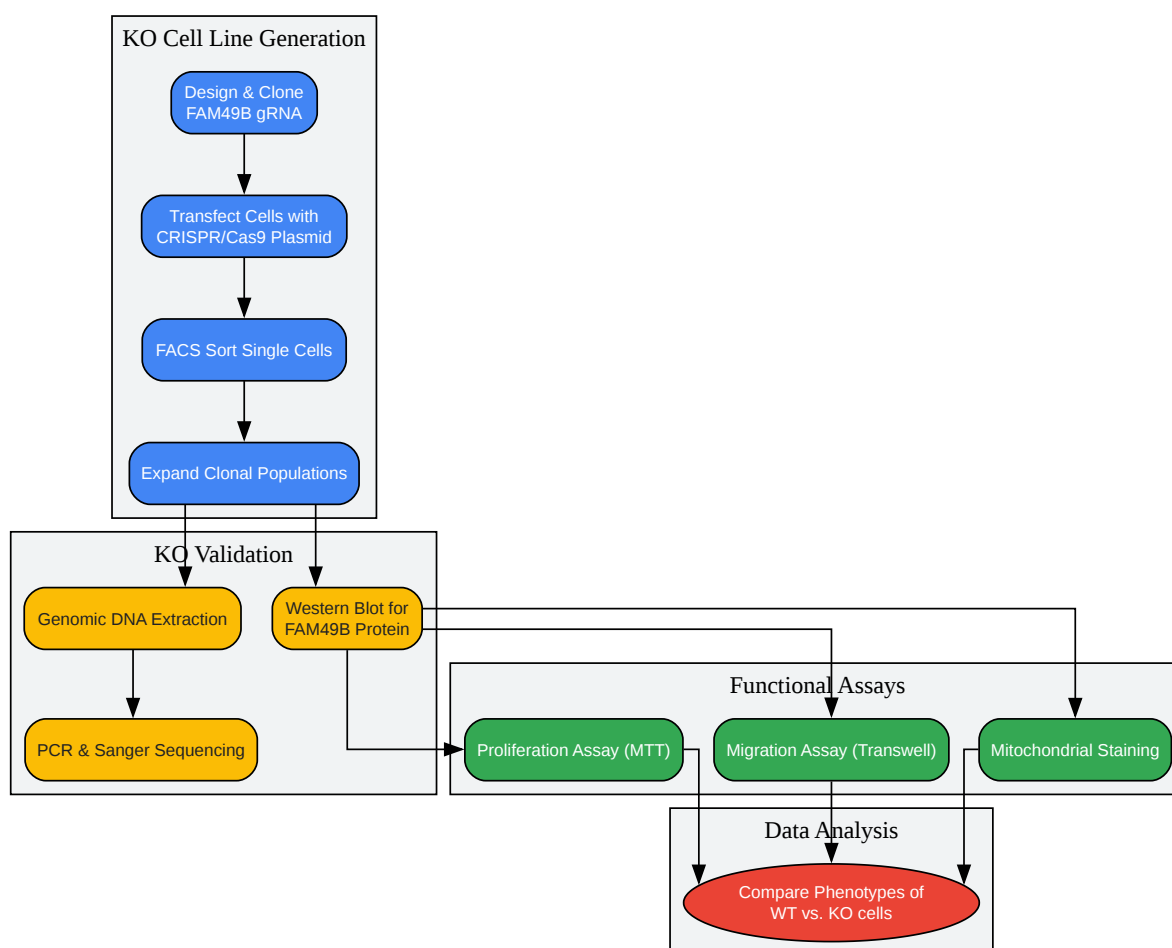 KO Cell Line Generation
Design & Clone
FAM49B gRNA
Transfect Cells with
CRISPR/Cas9 Plasmid
FACS Sort Single Cells
Expand Clonal Populations
KO Validation
Genomic DNA Extraction
Western Blot for
FAM49B Protein
PCR & Sanger Sequencing
Functional Assays
Proliferation Assay (MTT)
Migration Assay (Transwell)
Mitochondrial Staining
Data Analysis
Compare Phenotypes of
WT vs. KO cells